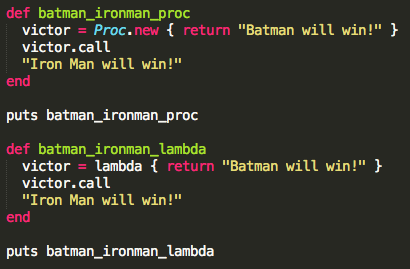 def batman_ironman_proc
  victor = Proc.new { return "Batman will win!" }
  victor.call
  "Iron Man will win!"
end

puts batman_ironman_proc

def batman_ironman_lambda
  victor = lambda { return "Batman will win!" }
  victor.call
  "Iron Man will win!"
end

puts batman_ironman_lambda